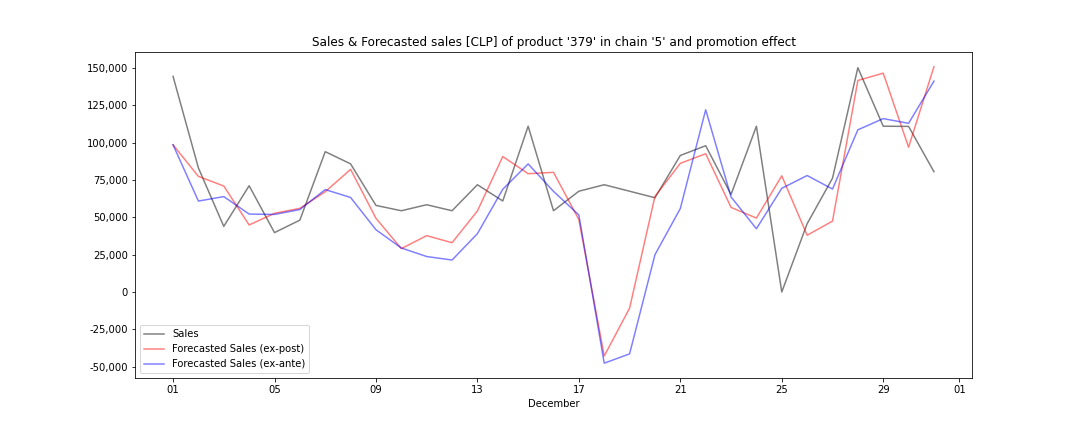 Sales & Forecasted sales [CLP] of product '379' in chain '5' and promotion effect
150,000
125,000
100,000
75,000
50,000
25,000
0
-25,000
-50,000
Sales
Forecasted Sales (ex-post)
Forecasted Sales (ex-ante)
01 05 09 13 17 21 25 29 01
December